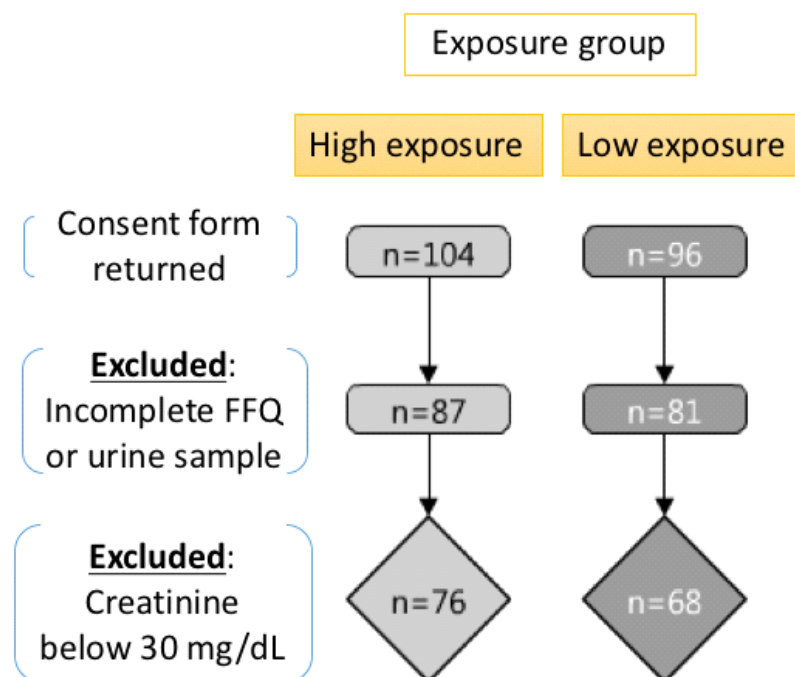 Exposure group
High exposure
Low exposure
Consent form
returned
n=104
n=96
Excluded:
Incomplete FFQ
or urine sample
n=87
n=81
Excluded:
Creatinine
below 30 mg/dL
n=76
n=68